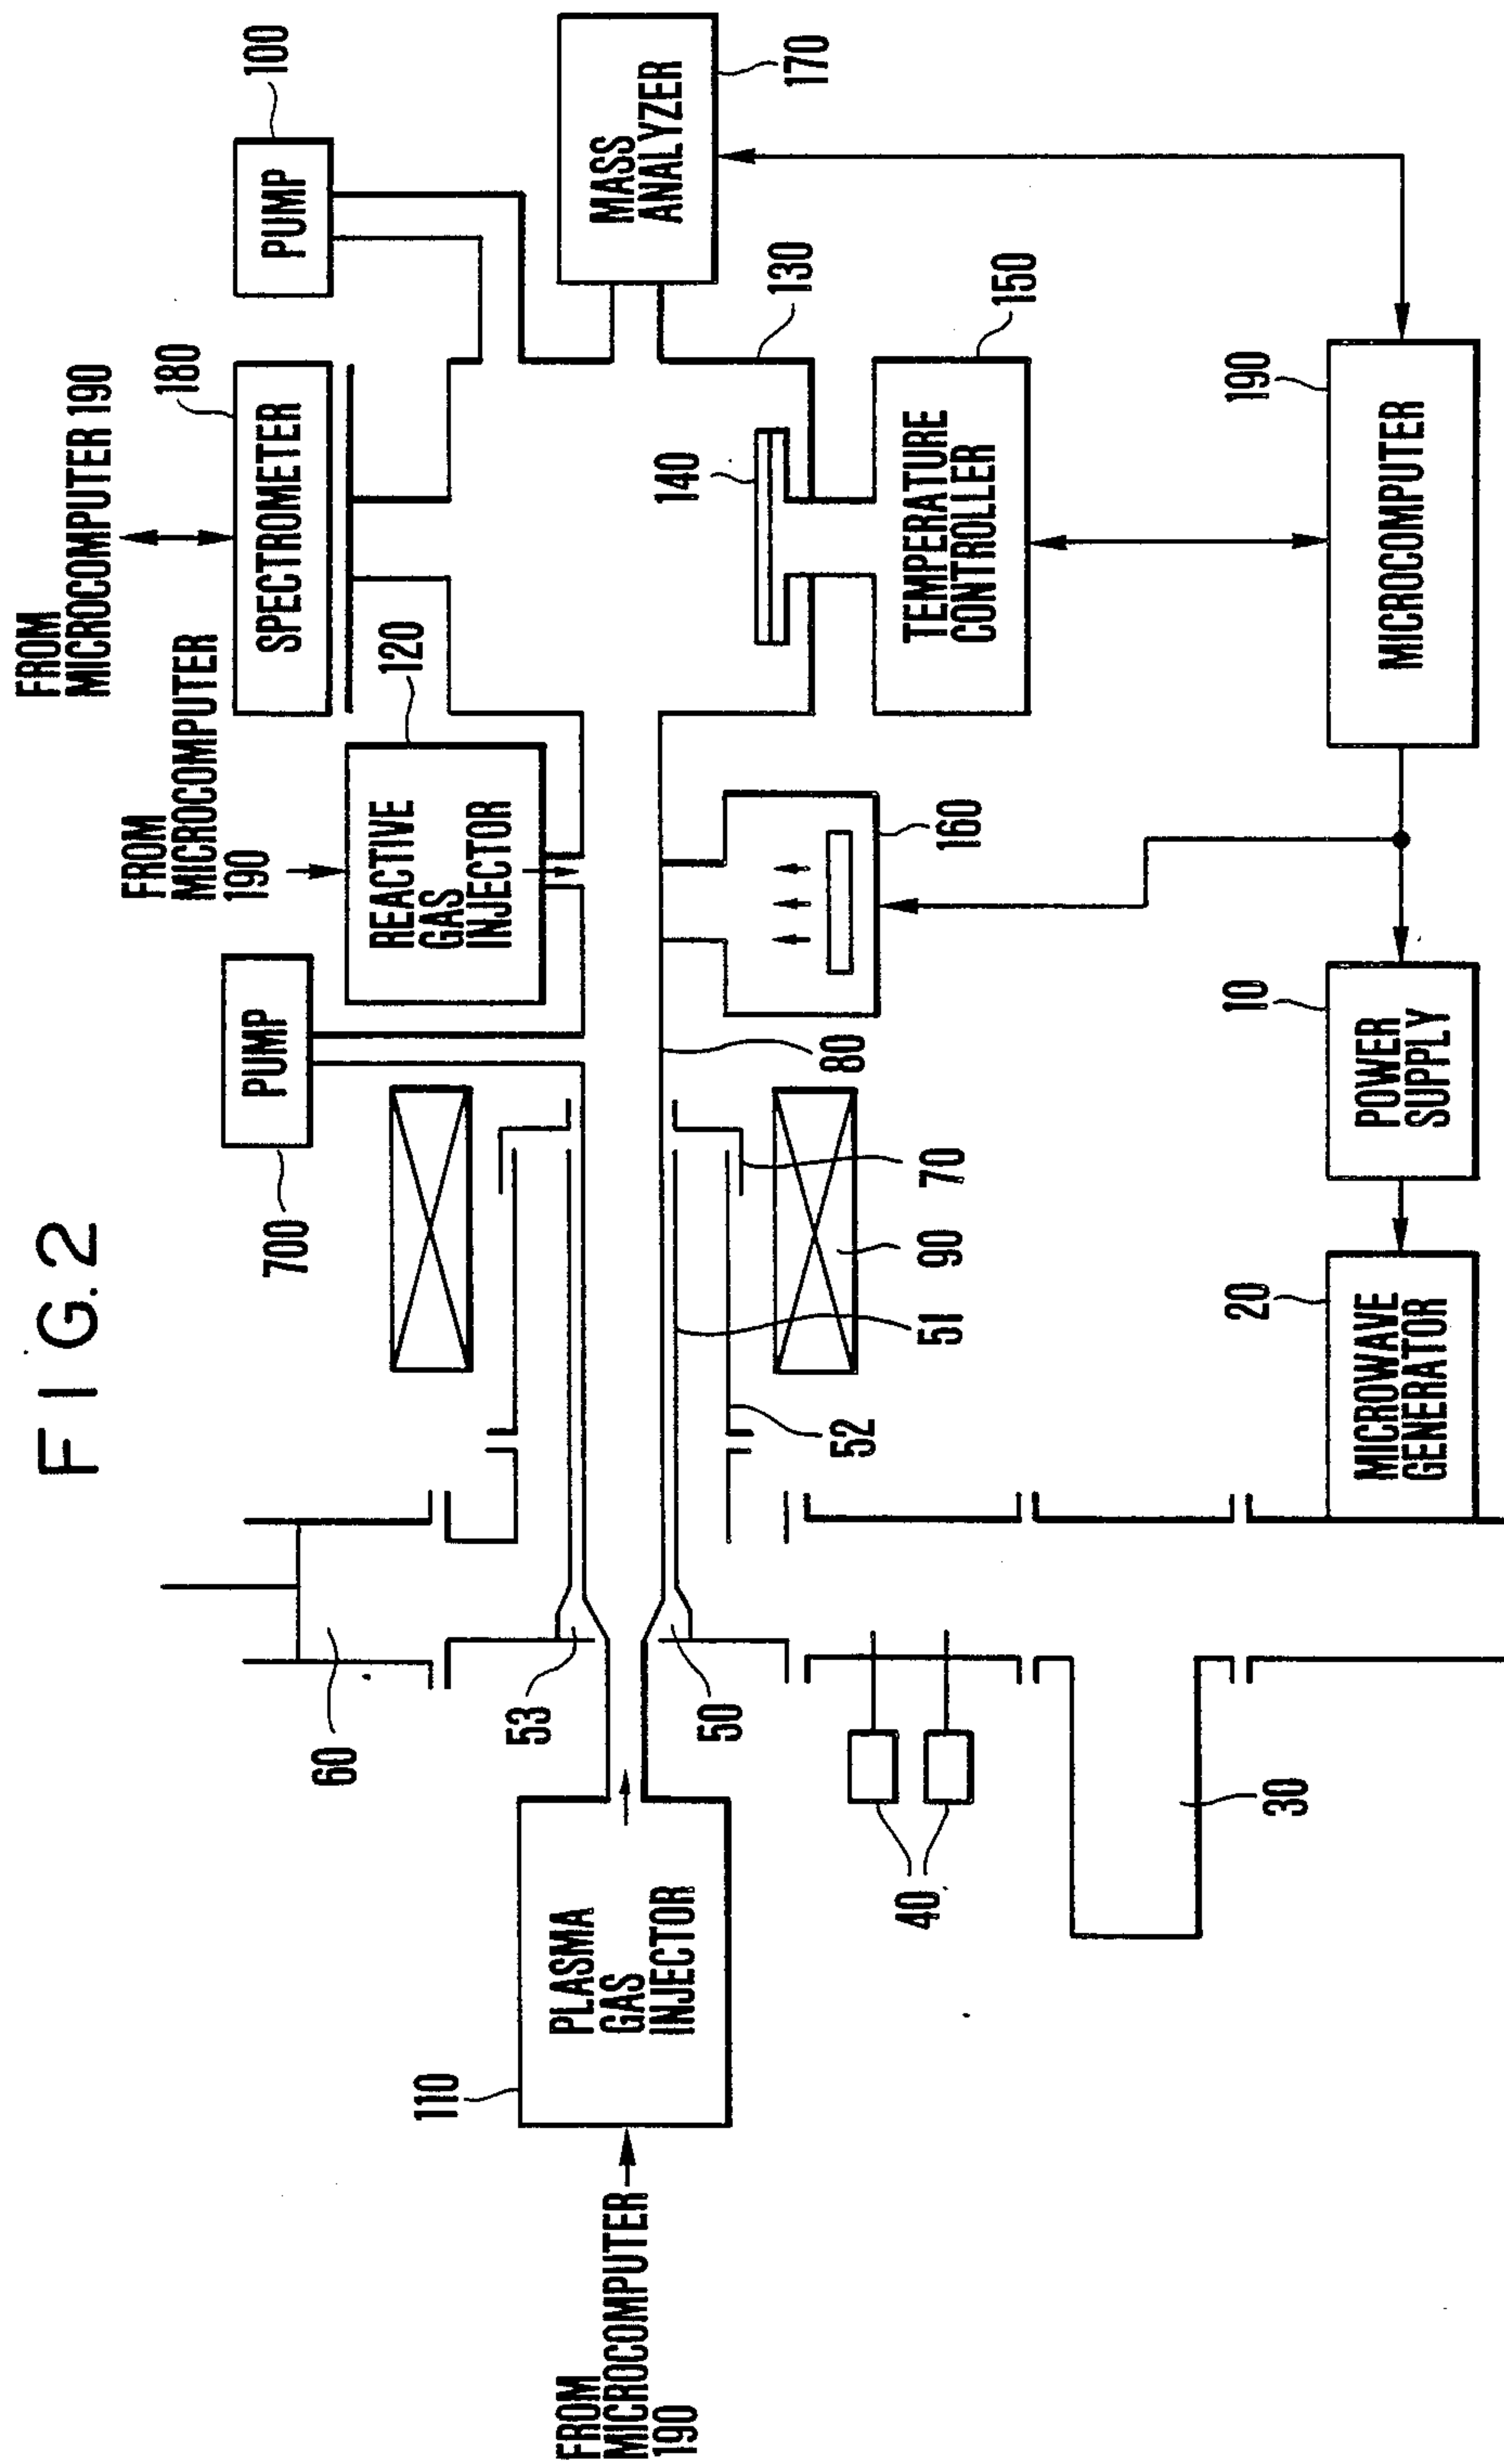 FIG. 2
FROM
MICROCOMPUTER 190
FROM
MICROCOMPUTER
190
PUMP
100
SPECTROMETER
180
MASS
ANALYZER
170
REACTIVE
GAS
INJECTOR
120
PUMP
700
130
140
TEMPERATURE
CONTROLLER
150
160
80
70
90
51
52
60
53
50
PLASMA
GAS
INJECTOR
110
FROM
MICROCOMPUTER
190
40
30
MICROWAVE
GENERATOR
20
POWER
SUPPLY
10
MICROCOMPUTER
190